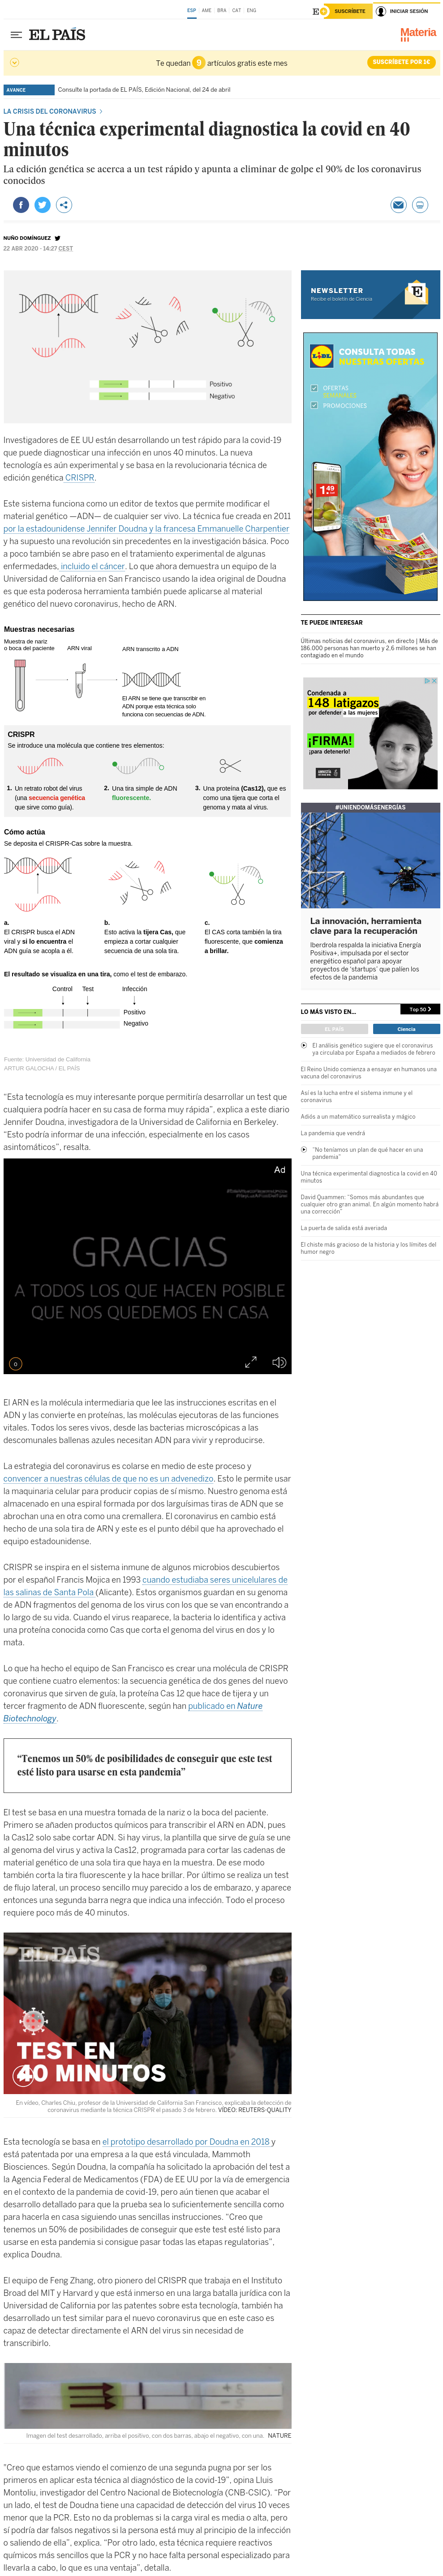 ESP AME BRA CAT ENG
SUSCRÍBETE
INICIAR SESIÓN
EL PAÍS
Materia
Te quedan 9 artículos gratis este mes
SUSCRÍBETE POR 1€
AVANCE
Consulte la portada de EL PAÍS, Edición Nacional, del 24 de abril
LA CRISIS DEL CORONAVIRUS
Una técnica experimental diagnostica la covid en 40
minutos
La edición genética se acerca a un test rápido y apunta a eliminar de golpe el 90% de los coronavirus
conocidos
NUÑO DOMÍNGUEZ
22 ABR 2020 - 14:27 CEST
Positivo
Negativo
Investigadores de EE UU están desarrollando un test rápido para la covid-19
que puede diagnosticar una infección en unos 40 minutos. La nueva
tecnología es aún experimental y se basa en la revolucionaria técnica de
edición genética CRISPR.
Este sistema funciona como un editor de textos que permite modificar el
material genético —ADN— de cualquier ser vivo. La técnica fue creada en 2011
por la estadounidense Jennifer Doudna y la francesa Emmanuelle Charpentier
y ha supuesto una revolución sin precedentes en la investigación básica. Poco
a poco también se abre paso en el tratamiento experimental de algunas
enfermedades, incluido el cáncer. Lo que ahora demuestra un equipo de la
Universidad de California en San Francisco usando la idea original de Doudna
es que esta poderosa herramienta también puede aplicarse al material
genético del nuevo coronavirus, hecho de ARN.
Muestras necesarias
Muestra de nariz
o boca del paciente
ARN viral
ARN transcrito a ADN
El ARN se tiene que transcribir en
ADN porque esta técnica solo
funciona con secuencias de ADN.
CRISPR
Se introduce una molécula que contiene tres elementos:
1. Un retrato robot del virus
(una secuencia genética
que sirve como guía).
2. Una tira simple de ADN
fluorescente.
3. Una proteína (Cas12), que es
como una tijera que corta el
genoma y mata al virus.
Cómo actúa
Se deposita el CRISPR-Cas sobre la muestra.
a.
El CRISPR busca el ADN
viral y si lo encuentra el
ADN guía se acopla a él.
b.
Esto activa la tijera Cas, que
empieza a cortar cualquier
secuencia de una sola tira.
c.
El CAS corta también la tira
fluorescente, que comienza
a brillar.
El resultado se visualiza en una tira, como el test de embarazo.
Control Test Infección
Positivo
Negativo
Fuente: Universidad de California
ARTUR GALOCHA / EL PAÍS
“Esta tecnología es muy interesante porque permitiría desarrollar un test que
cualquiera podría hacer en su casa de forma muy rápida”, explica a este diario
Jennifer Doudna, investigadora de la Universidad de California en Berkeley.
“Esto podría informar de una infección, especialmente en los casos
asintomáticos”, resalta.
Ad
GRACIAS
A TODOS LOS QUE HACEN POSIBLE
QUE NOS QUEDEMOS EN CASA
El ARN es la molécula intermediaria que lee las instrucciones escritas en el
ADN y las convierte en proteínas, las moléculas ejecutoras de las funciones
vitales. Todos los seres vivos, desde las bacterias microscópicas a las
descomunales ballenas azules necesitan ADN para vivir y reproducirse.
La estrategia del coronavirus es colarse en medio de este proceso y
convencer a nuestras células de que no es un advenedizo. Esto le permite usar
la maquinaria celular para producir copias de sí mismo. Nuestro genoma está
almacenado en una espiral formada por dos larguísimas tiras de ADN que se
abrochan una en otra como una cremallera. El coronavirus en cambio está
hecho de una sola tira de ARN y este es el punto débil que ha aprovechado el
equipo estadounidense.
CRISPR se inspira en el sistema inmune de algunos microbios descubiertos
por el español Francis Mojica en 1993 cuando estudiaba seres unicelulares de
las salinas de Santa Pola (Alicante). Estos organismos guardan en su genoma
de ADN fragmentos del genoma de los virus con los que se van encontrando a
lo largo de su vida. Cuando el virus reaparece, la bacteria lo identifica y activa
una proteína conocida como Cas que corta el genoma del virus en dos y lo
mata.
Lo que ha hecho el equipo de San Francisco es crear una molécula de CRISPR
que contiene cuatro elementos: la secuencia genética de dos genes del nuevo
coronavirus que sirven de guía, la proteína Cas 12 que hace de tijera y un
tercer fragmento de ADN fluorescente, según han publicado en Nature
Biotechnology.
“Tenemos un 50% de posibilidades de conseguir que este test
esté listo para usarse en esta pandemia”
El test se basa en una muestra tomada de la nariz o la boca del paciente.
Primero se añaden productos químicos para transcribir el ARN en ADN, pues
la Cas12 solo sabe cortar ADN. Si hay virus, la plantilla que sirve de guía se une
al genoma del virus y activa la Cas12, programada para cortar las cadenas de
material genético de una sola tira que haya en la muestra. De ese modo
también corta la tira fluorescente y la hace brillar. Por último se realiza un test
de flujo lateral, un proceso sencillo muy parecido a los de embarazo, y aparece
entonces una segunda barra negra que indica una infección. Todo el proceso
requiere poco más de 40 minutos.
EL PAÍS
TEST EN
40 MINUTOS
En vídeo, Charles Chiu, profesor de la Universidad de California San Francisco, explicaba la detección de
coronavirus mediante la técnica CRISPR el pasado 3 de febrero. VÍDEO: REUTERS-QUALITY
Esta tecnología se basa en el prototipo desarrollado por Doudna en 2018 y
está patentada por una empresa a la que está vinculada, Mammoth
Biosciences. Según Doudna, la compañía ha solicitado la aprobación del test a
la Agencia Federal de Medicamentos (FDA) de EE UU por la vía de emergencia
en el contexto de la pandemia de covid-19, pero aún tienen que acabar el
desarrollo detallado para que la prueba sea lo suficientemente sencilla como
para hacerla en casa siguiendo unas sencillas instrucciones. “Creo que
tenemos un 50% de posibilidades de conseguir que este test esté listo para
usarse en esta pandemia si consigue pasar todas las etapas regulatorias”,
explica Doudna.
El equipo de Feng Zhang, otro pionero del CRISPR que trabaja en el Instituto
Broad del MIT y Harvard y que está inmerso en una larga batalla jurídica con la
Universidad de California por las patentes sobre esta tecnología, también ha
desarrollado un test similar para el nuevo coronavirus que en este caso es
capaz de detectar directamente el ARN del virus sin necesidad de
transcribirlo.
Imagen del test desarrollado, arriba el positivo, con dos barras, abajo el negativo, con una. NATURE
"Creo que estamos viendo el comienzo de una segunda pugna por ser los
primeros en aplicar esta técnica al diagnóstico de la covid-19”, opina Lluis
Montoliu, investigador del Centro Nacional de Biotecnología (CNB-CSIC). “Por
un lado, el test de Doudna tiene una capacidad de detección del virus 10 veces
menor que la PCR. Esto no da problemas si la carga viral es media o alta, pero
sí podría dar falsos negativos si la persona está muy al principio de la infección
o saliendo de ella”, explica. “Por otro lado, esta técnica requiere reactivos
químicos más sencillos que la PCR y no hace falta personal especializado para
llevarla a cabo, lo que es una ventaja”, detalla.
NEWSLETTER
Recibe el boletín de Ciencia
LIDL
CONSULTA TODAS
NUESTRAS OFERTAS
OFERTAS
SEMANALES
PROMOCIONES
1.49
TE PUEDE INTERESAR
Últimas noticias del coronavirus, en directo | Más de
186.000 personas han muerto y 2,6 millones se han
contagiado en el mundo
Condenada a
148 latigazos
por defender a las mujeres
¡FIRMA!
para detenerlo
#UNIENDOMÁSENERGÍAS
La innovación, herramienta
clave para la recuperación
Iberdrola respalda la iniciativa Energía
Positiva+, impulsada por el sector
energético español para apoyar
proyectos de 'startups' que palien los
efectos de la pandemia
LO MÁS VISTO EN...
Top 50
EL PAÍS
Ciencia
El análisis genético sugiere que el coronavirus
ya circulaba por España a mediados de febrero
El Reino Unido comienza a ensayar en humanos una
vacuna del coronavirus
Así es la lucha entre el sistema inmune y el
coronavirus
Adiós a un matemático surrealista y mágico
La pandemia que vendrá
“No teníamos un plan de qué hacer en una
pandemia”
Una técnica experimental diagnostica la covid en 40
minutos
David Quammen: “Somos más abundantes que
cualquier otro gran animal. En algún momento habrá
una corrección”
La puerta de salida está averiada
El chiste más gracioso de la historia y los límites del
humor negro